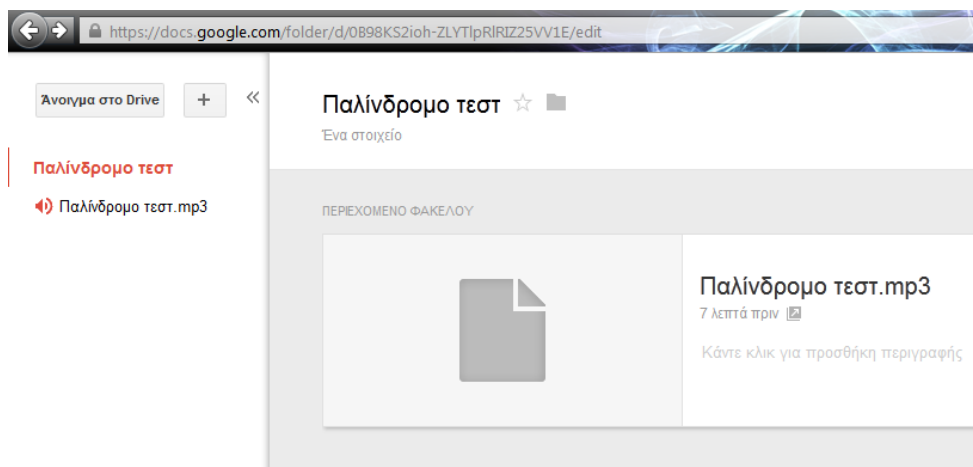 https://docs.google.com/folder/d/0B98KS2ioh-ZLYTlpRlRIZ25VV1E/edit
Άνοιγμα στο Drive + «
Παλίνδρομο τεστ
Παλίνδρομο τεστ.mp3
Παλίνδρομο τεστ
Ένα στοιχείο
ΠΕΡΙΕΧΟΜΕΝΟ ΦΑΚΕΛΟΥ
Παλίνδρομο τεστ.mp3
7 λεπτά πριν
Κάντε κλικ για προσθήκη περιγραφής